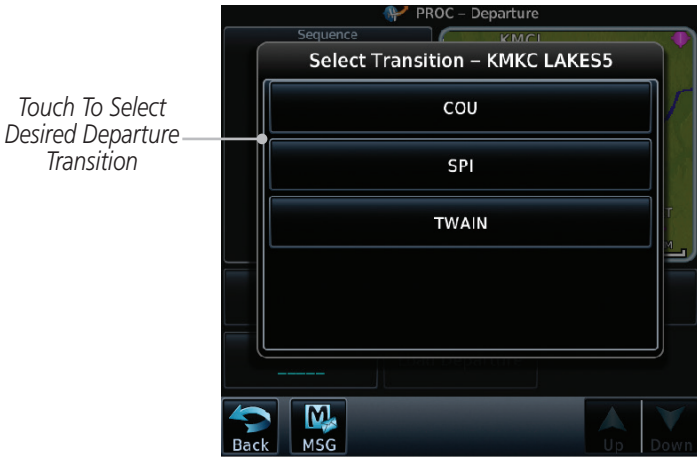 PROC – Departure
Sequence
KMCI
Select Transition – KMKC LAKES5
Touch To Select
Desired Departure
Transition
COU
SPI
TWAIN
_____
Back
MSG
Up
Down